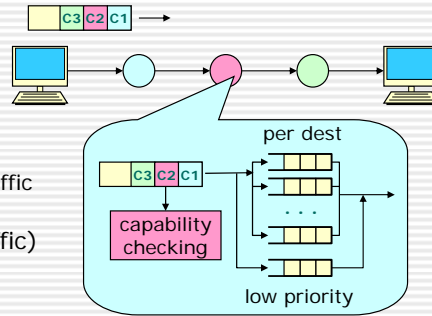 C3 C2 C1
per dest
ffic
C3 C2 C1
. . .
capability
checking
fic)
low priority